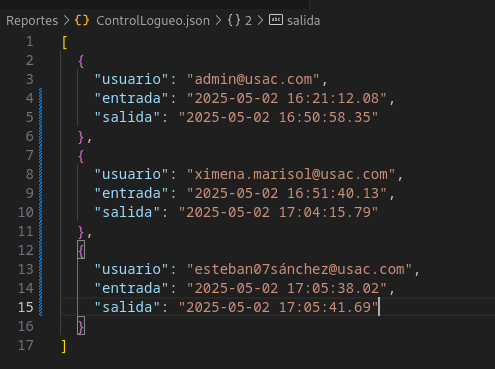 Reportes > {} ControlLogueo.json > {} 2 > abc salida
1 [
2 {
3 "usuario": "admin@usac.com",
4 "entrada": "2025-05-02 16:21:12.08",
5 "salida": "2025-05-02 16:50:58.35"
6 },
7 {
8 "usuario": "ximena.marisol@usac.com",
9 "entrada": "2025-05-02 16:51:40.13",
10 "salida": "2025-05-02 17:04:15.79"
11 },
12 {
13 "usuario": "esteban07sánchez@usac.com",
14 "entrada": "2025-05-02 17:05:38.02",
15 "salida": "2025-05-02 17:05:41.69"
16 }
17 ]